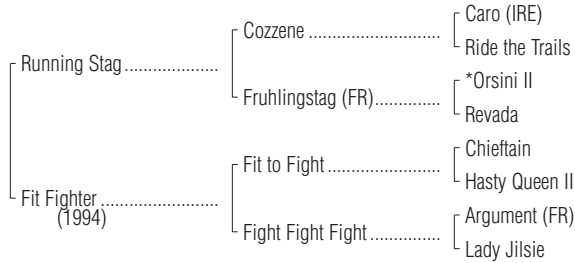 Caro (IRE)
Cozzene ..............................
Ride the Trails
Running Stag.....................
*Orsini II
Fruhlingstag (FR)...............
Revada
Chieftain
Fit to Fight .........................
Hasty Queen II
Fit Fighter ..........................
(1994)
Argument (FR)
Fight Fight Fight ................
Lady Jilsie